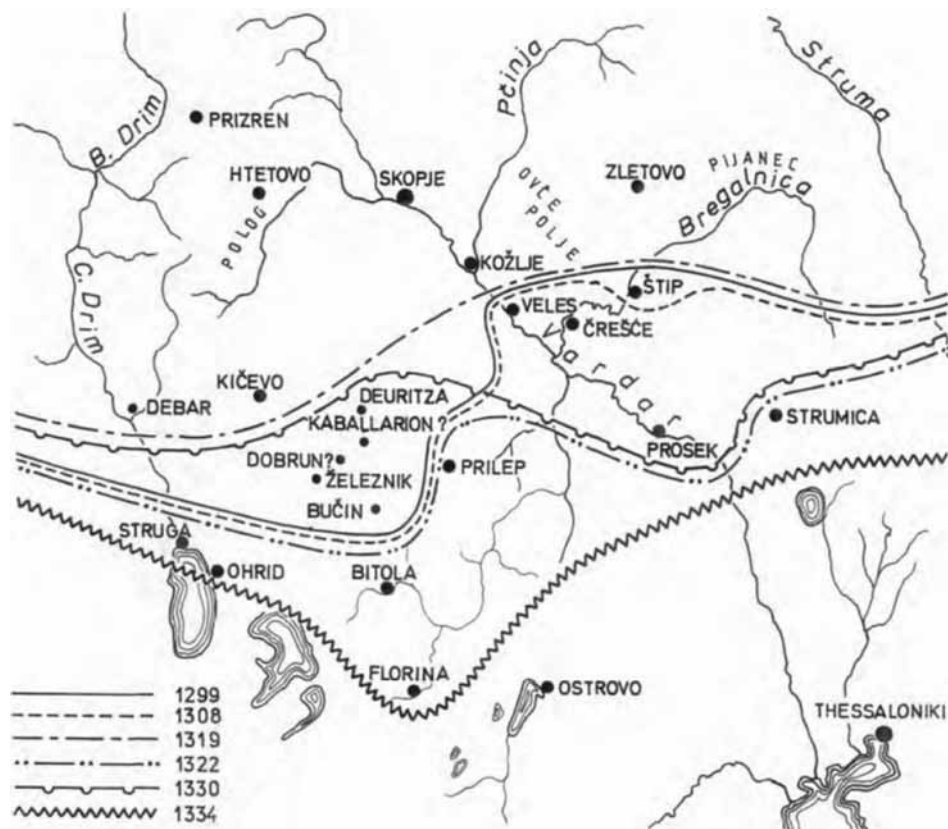 Pčinja
Struma
B. Drim
PRIZREN
HTETOVO
SKOPJE
ZLETOVO
PIJANEC
Bregalnica
OVČE
POLJE
POLOG
KOŽLJE
C. Drim
ŠTIP
VELES
ČREŠĆE
Vardar
KIČEVO
DEURITZA
DEBAR
KABALLARION?
STRUMICA
PROSEK
DOBRUN?
PRILEP
ŽELEZNIK
BUČIN
STRUGA
OHRID
BITOLA
FLORINA
OSTROVO
THESSALONIKI
1299
1308
1319
1322
1330
1334